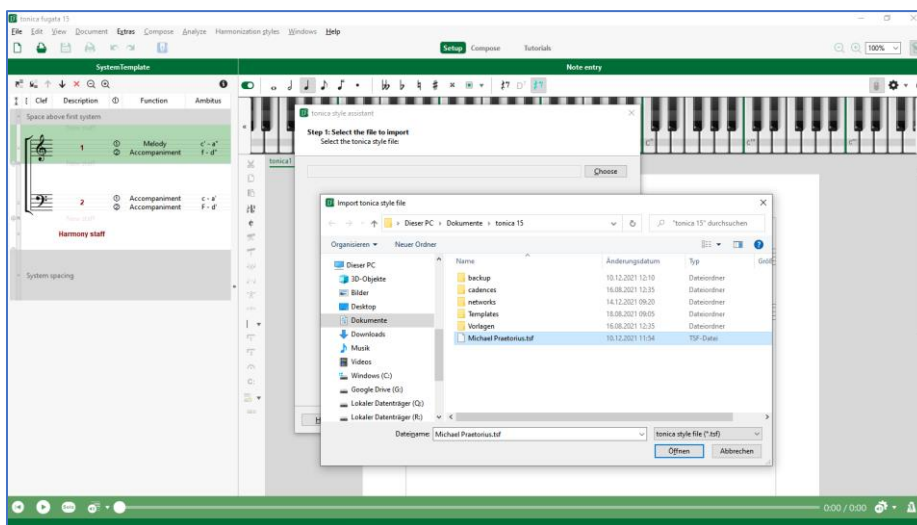 tonica fugata 15
File Edit View Document Extras Compose Analyze Harmonization styles Windows Help
Setup Compose Tutorials
100%
SystemTemplate
Note entry
Clef Description Function Ambitus
Space above first system
1
① Melody c' - a''
② Accompaniment f - d''
2
① Accompaniment c - a'
② Accompaniment F - d'
Harmony staff
System spacing
tonica1
tonica style assistant
Step 1: Select the file to import
Select the tonica style file:
Choose
Import tonica style file
Dieser PC › Dokumente › tonica 15
"tonica 15" durchsuchen
Organisieren Neuer Ordner
Dieser PC
3D-Objekte
Bilder
Desktop
Dokumente
Downloads
Musik
Videos
Windows (C:)
Google Drive (G:)
Lokaler Datenträger (Q:)
Lokaler Datenträger (R:)
Name Änderungsdatum Typ
backup 10.12.2021 12:10 Dateiordner
cadences 16.08.2021 12:35 Dateiordner
networks 14.12.2021 09:20 Dateiordner
Templates 18.08.2021 09:05 Dateiordner
Vorlagen 16.08.2021 12:35 Dateiordner
Michael Praetorius.tsf 10.12.2021 11:54 TSF-Datei
Dateiname: Michael Praetorius.tsf
tonica style file (*.tsf)
Öffnen Abbrechen
0:00 / 0:00